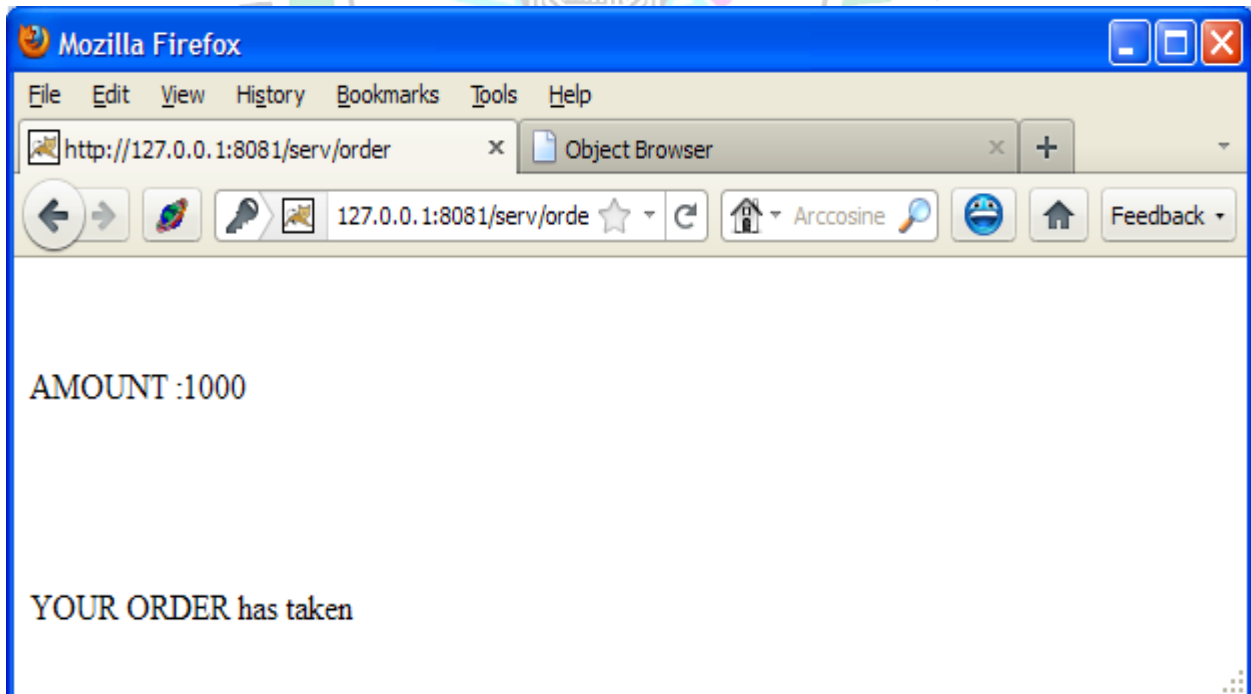 Mozilla Firefox
File Edit View History Bookmarks Tools Help
http://127.0.0.1:8081/serv/order
Object Browser
127.0.0.1:8081/serv/orde
Arccosine
Feedback
AMOUNT :1000
YOUR ORDER has taken